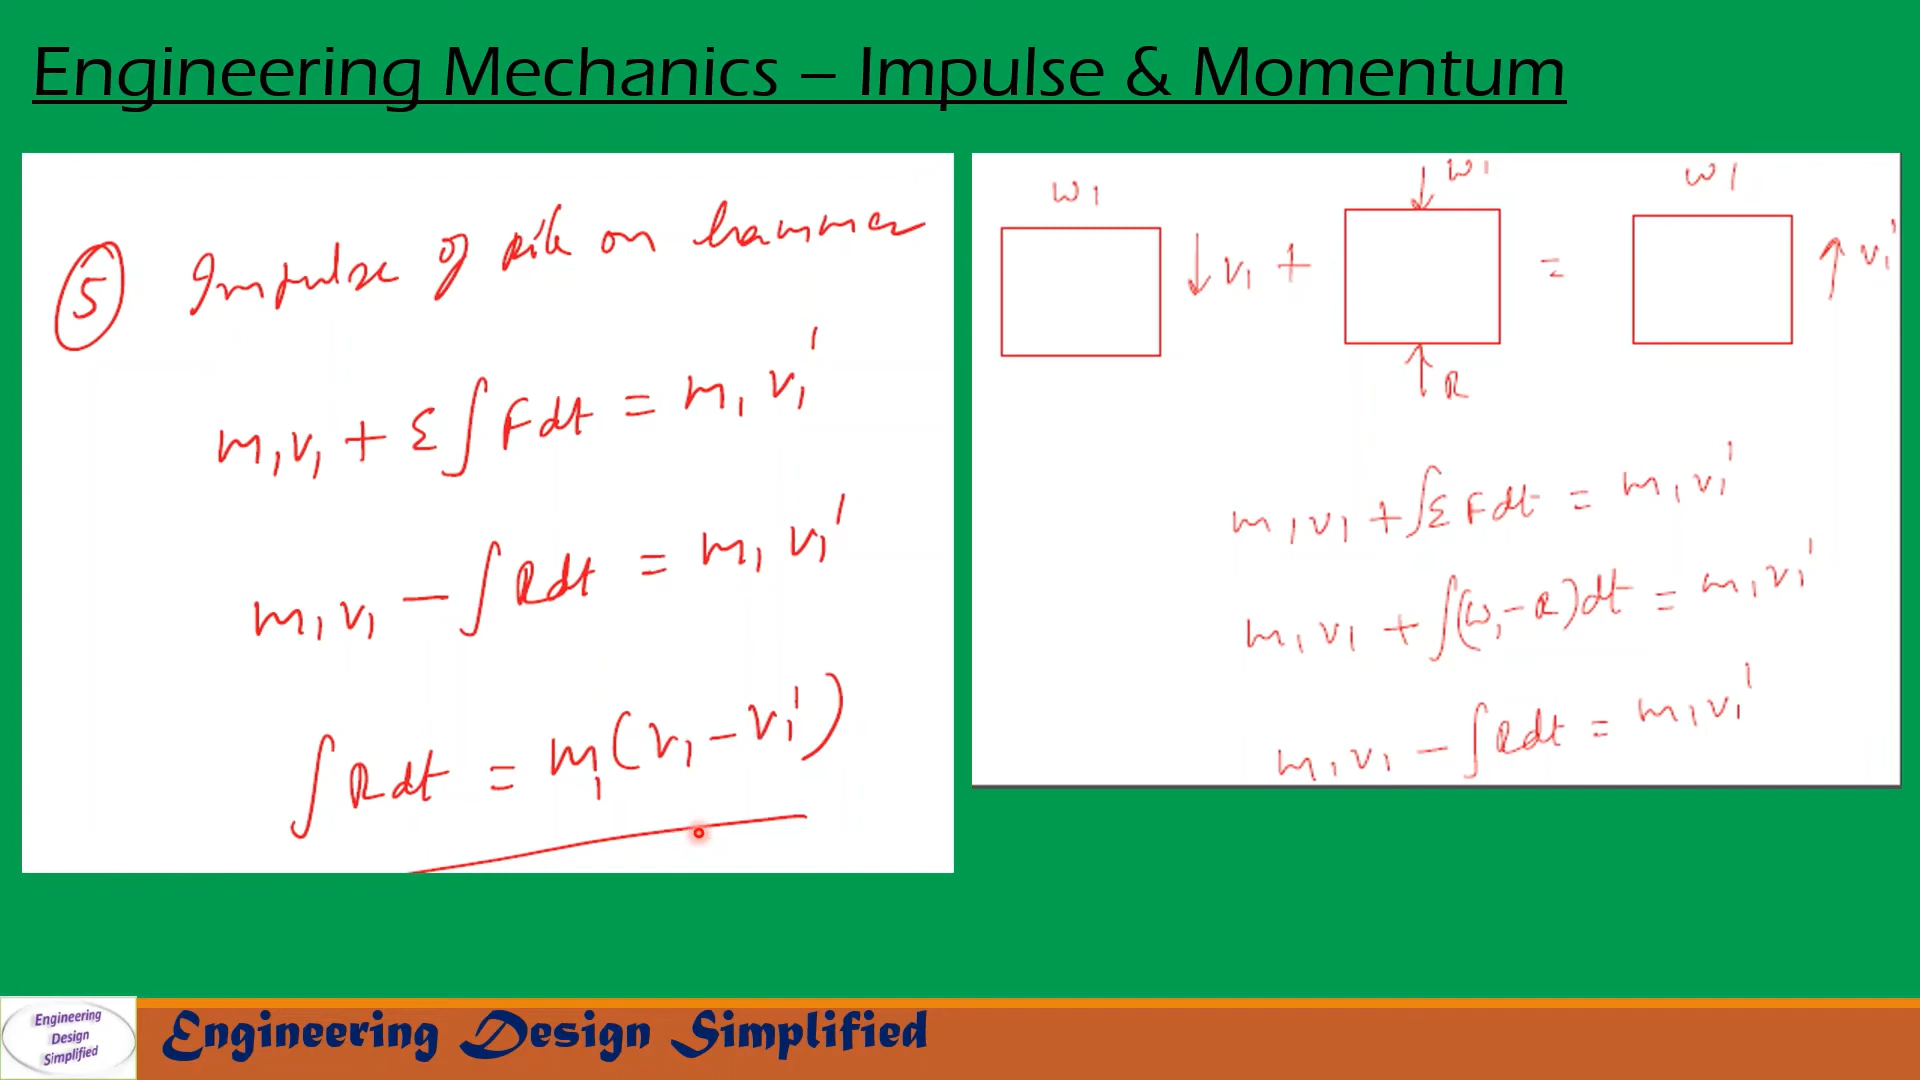 Engineering Mechanics – Impulse & Momentum
⑤ Impulse of pile on hammer
m₁v₁ + Σ∫Fdt = m₁v₁'
m₁v₁ – ∫Rdt = m₁v₁'
∫Rdt = m₁(v₁ – v₁')
W1
↓v₁ +
↓W1
↑R
=
W1
↑v₁'
m₁v₁ + ∫ΣFdt = m₁v₁'
m₁v₁ + ∫(W₁–R)dt = m₁v₁'
m₁v₁ – ∫Rdt = m₁v₁'
Engineering
Design
Simplified
Engineering Design Simplified